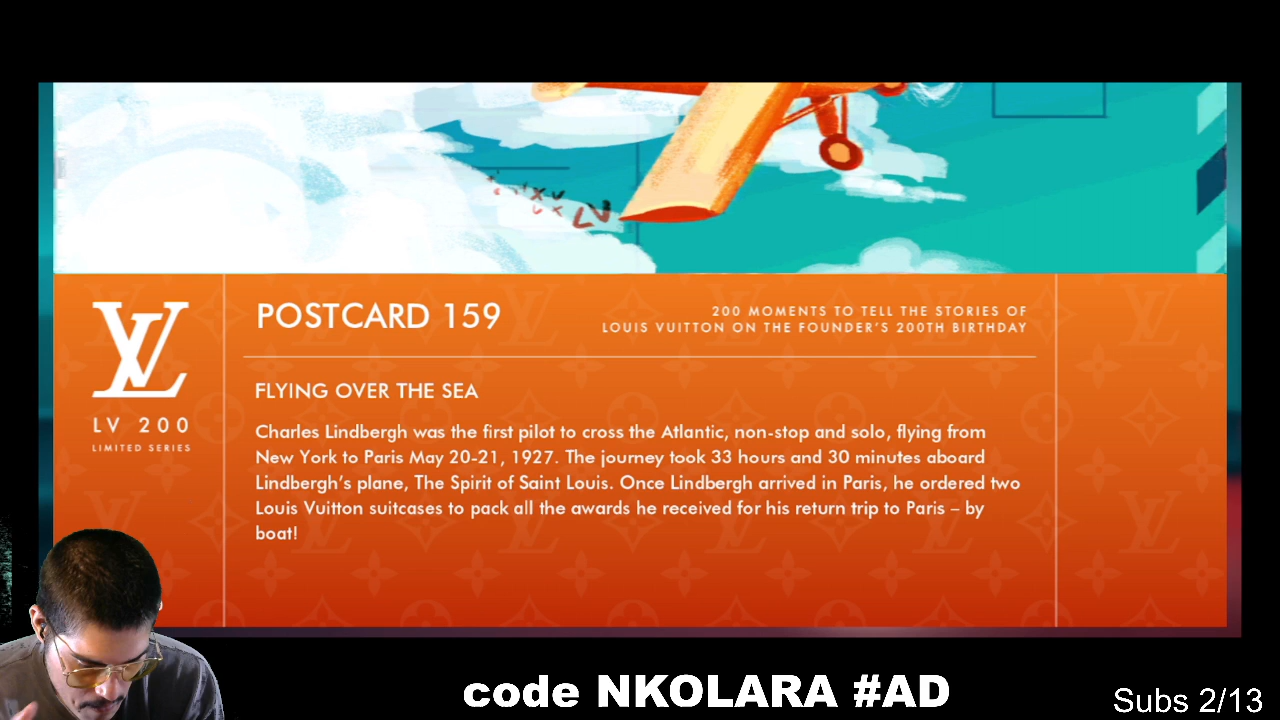 LV
POSTCARD 159
200 MOMENTS TO TELL THE STORIES OF
LOUIS VUITTON ON THE FOUNDER'S 200TH BIRTHDAY
LV 200
LIMITED SERIES
FLYING OVER THE SEA
Charles Lindbergh was the first pilot to cross the Atlantic, non-stop and solo, flying from
New York to Paris May 20-21, 1927. The journey took 33 hours and 30 minutes aboard
Lindbergh's plane, The Spirit of Saint Louis. Once Lindbergh arrived in Paris, he ordered two
Louis Vuitton suitcases to pack all the awards he received for his return trip to Paris – by
boat!
code NKOLARA #AD
Subs 2/13